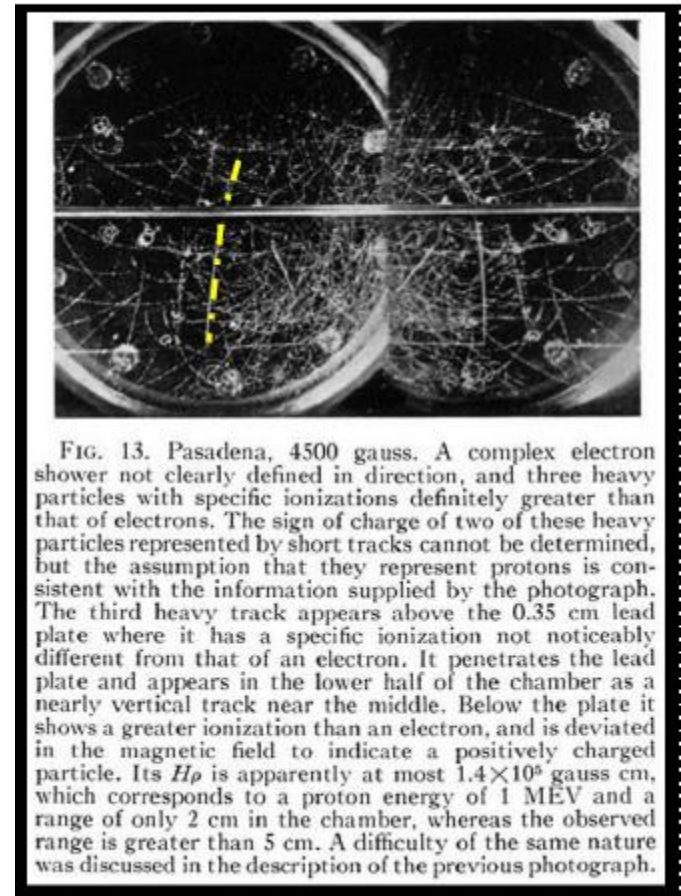 FIG. 13. Pasadena, 4500 gauss. A complex electron
shower not clearly defined in direction, and three heavy
particles with specific ionizations definitely greater than
that of electrons. The sign of charge of two of these heavy
particles represented by short tracks cannot be determined,
but the assumption that they represent protons is con-
sistent with the information supplied by the photograph.
The third heavy track appears above the 0.35 cm lead
plate where it has a specific ionization not noticeably
different from that of an electron. It penetrates the lead
plate and appears in the lower half of the chamber as a
nearly vertical track near the middle. Below the plate it
shows a greater ionization than an electron, and is deviated
in the magnetic field to indicate a positively charged
particle. Its Hρ is apparently at most 1.4×10⁵ gauss cm,
which corresponds to a proton energy of 1 MEV and a
range of only 2 cm in the chamber, whereas the observed
range is greater than 5 cm. A difficulty of the same nature
was discussed in the description of the previous photograph.